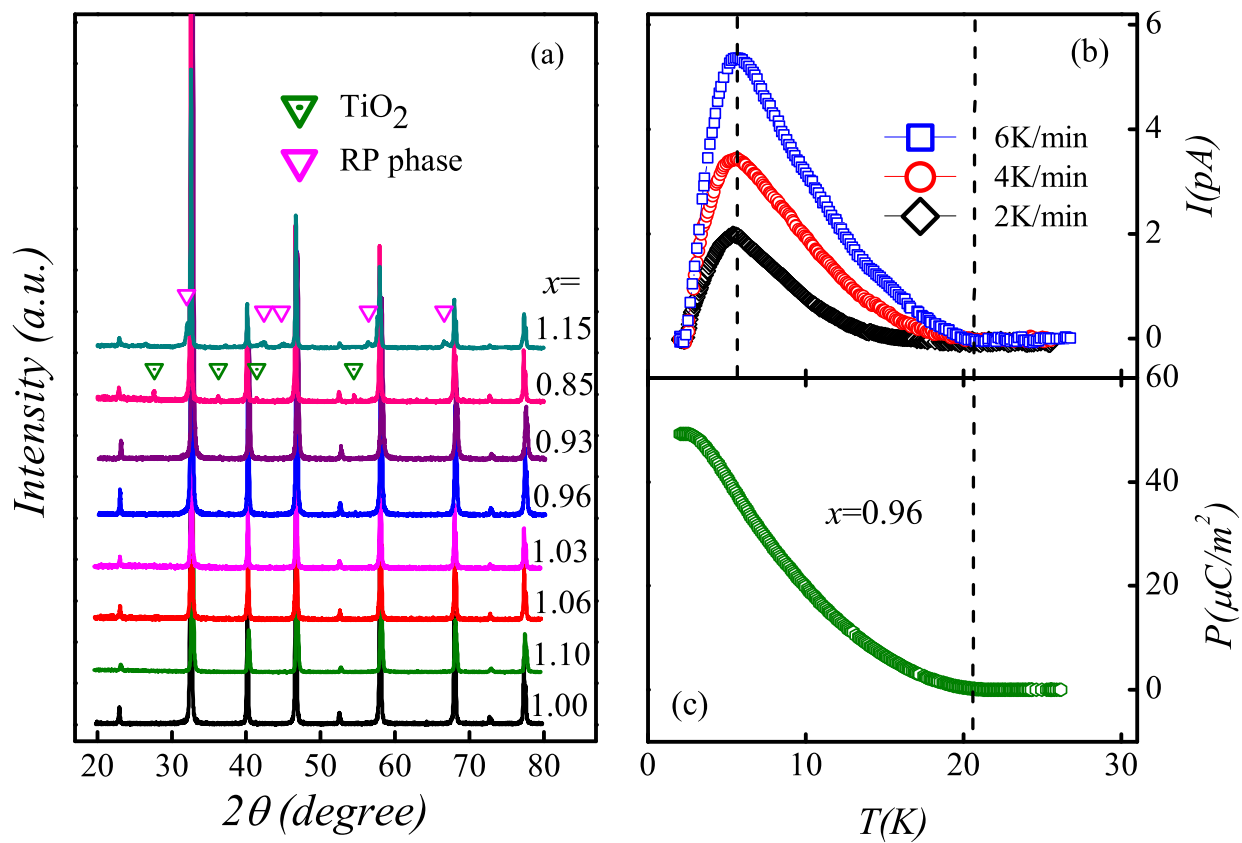 (a)
TiO2
RP phase
x=
1.15
0.85
0.93
0.96
1.03
1.06
1.10
1.00
Intensity (a.u.)
20 30 40 50 60 70 80
2θ (degree)
(b)
6K/min
4K/min
2K/min
6
4
2
0
I(pA)
x=0.96
(c)
60
40
20
0
P(μC/m²)
0 10 20 30
T(K)